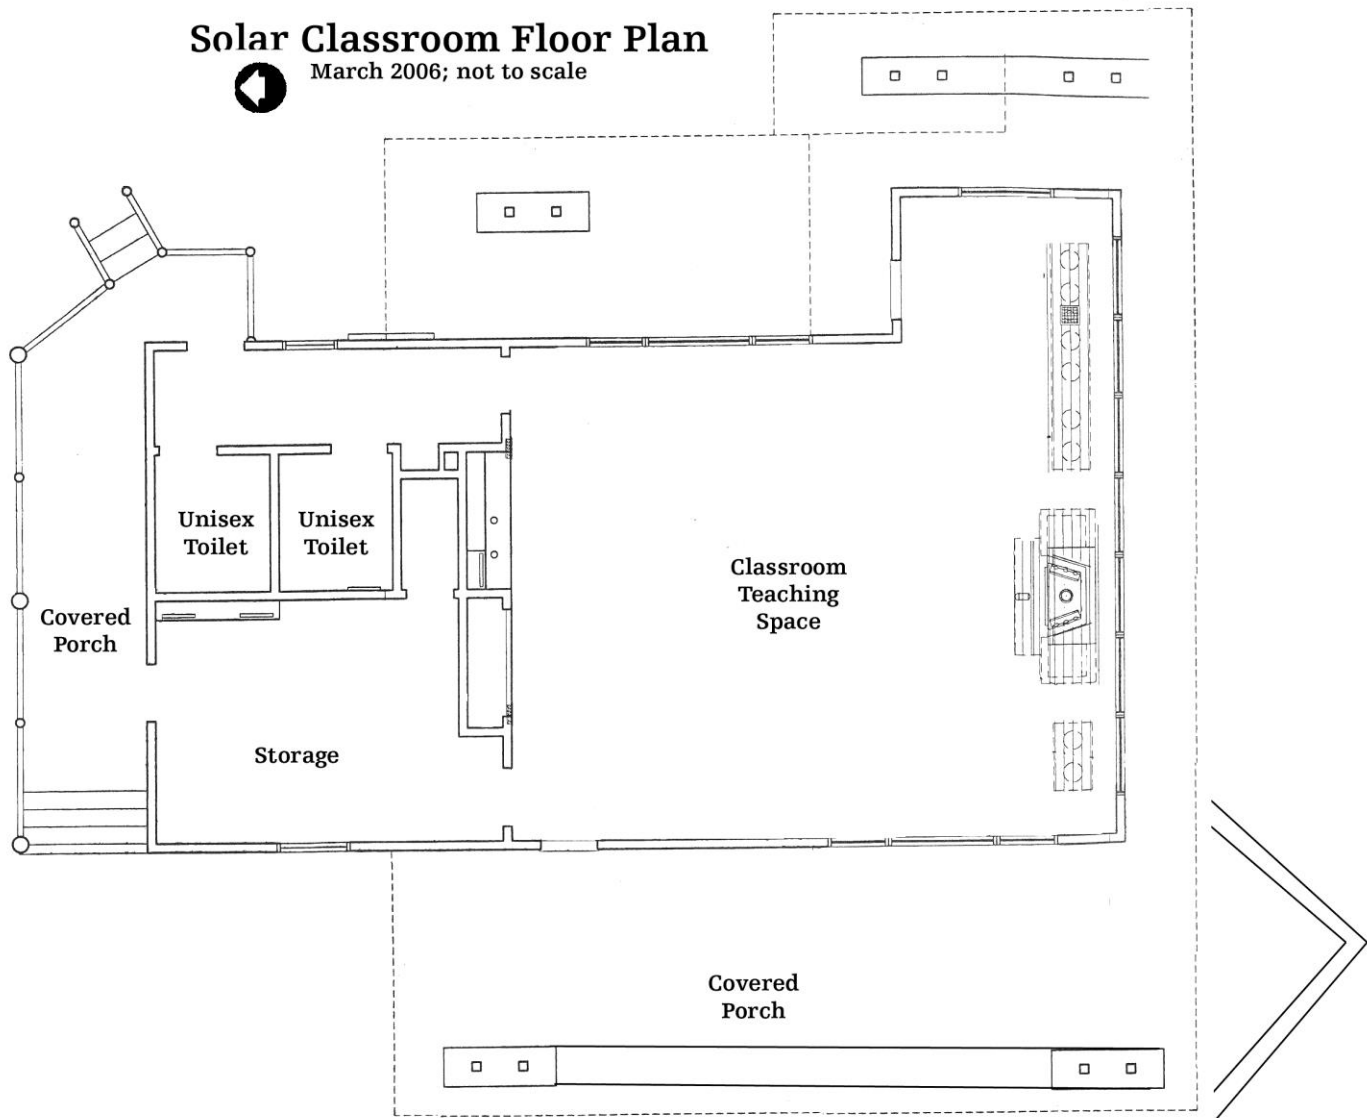 Solar Classroom Floor Plan
March 2006; not to scale
Unisex
Toilet
Unisex
Toilet
Classroom
Teaching
Space
Covered
Porch
Storage
Covered
Porch